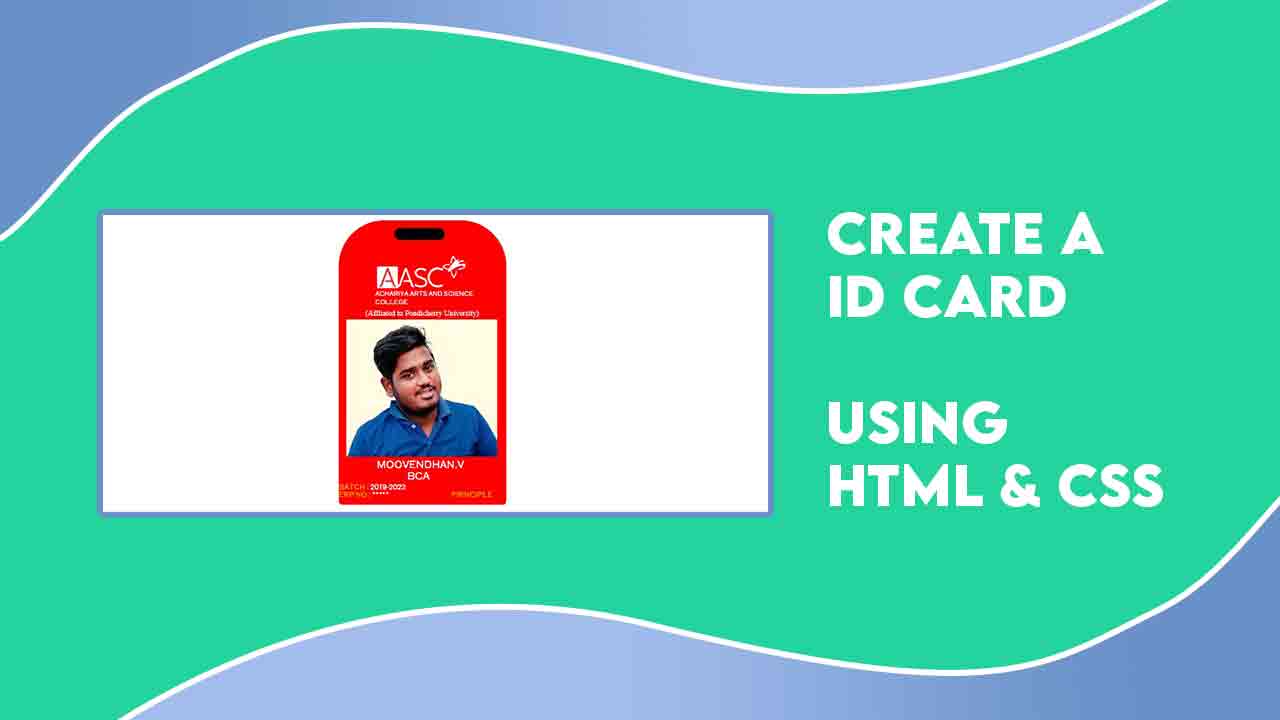 AASC
ACHARIYA ARTS AND SCIENCE
COLLEGE
(Affliated to Pondicherry University)
MOOVENDHAN.V
BCA
BATCH : 2019-2022
ERP NO : *****
PRINCIPLE
CREATE A
ID CARD
USING
HTML & CSS